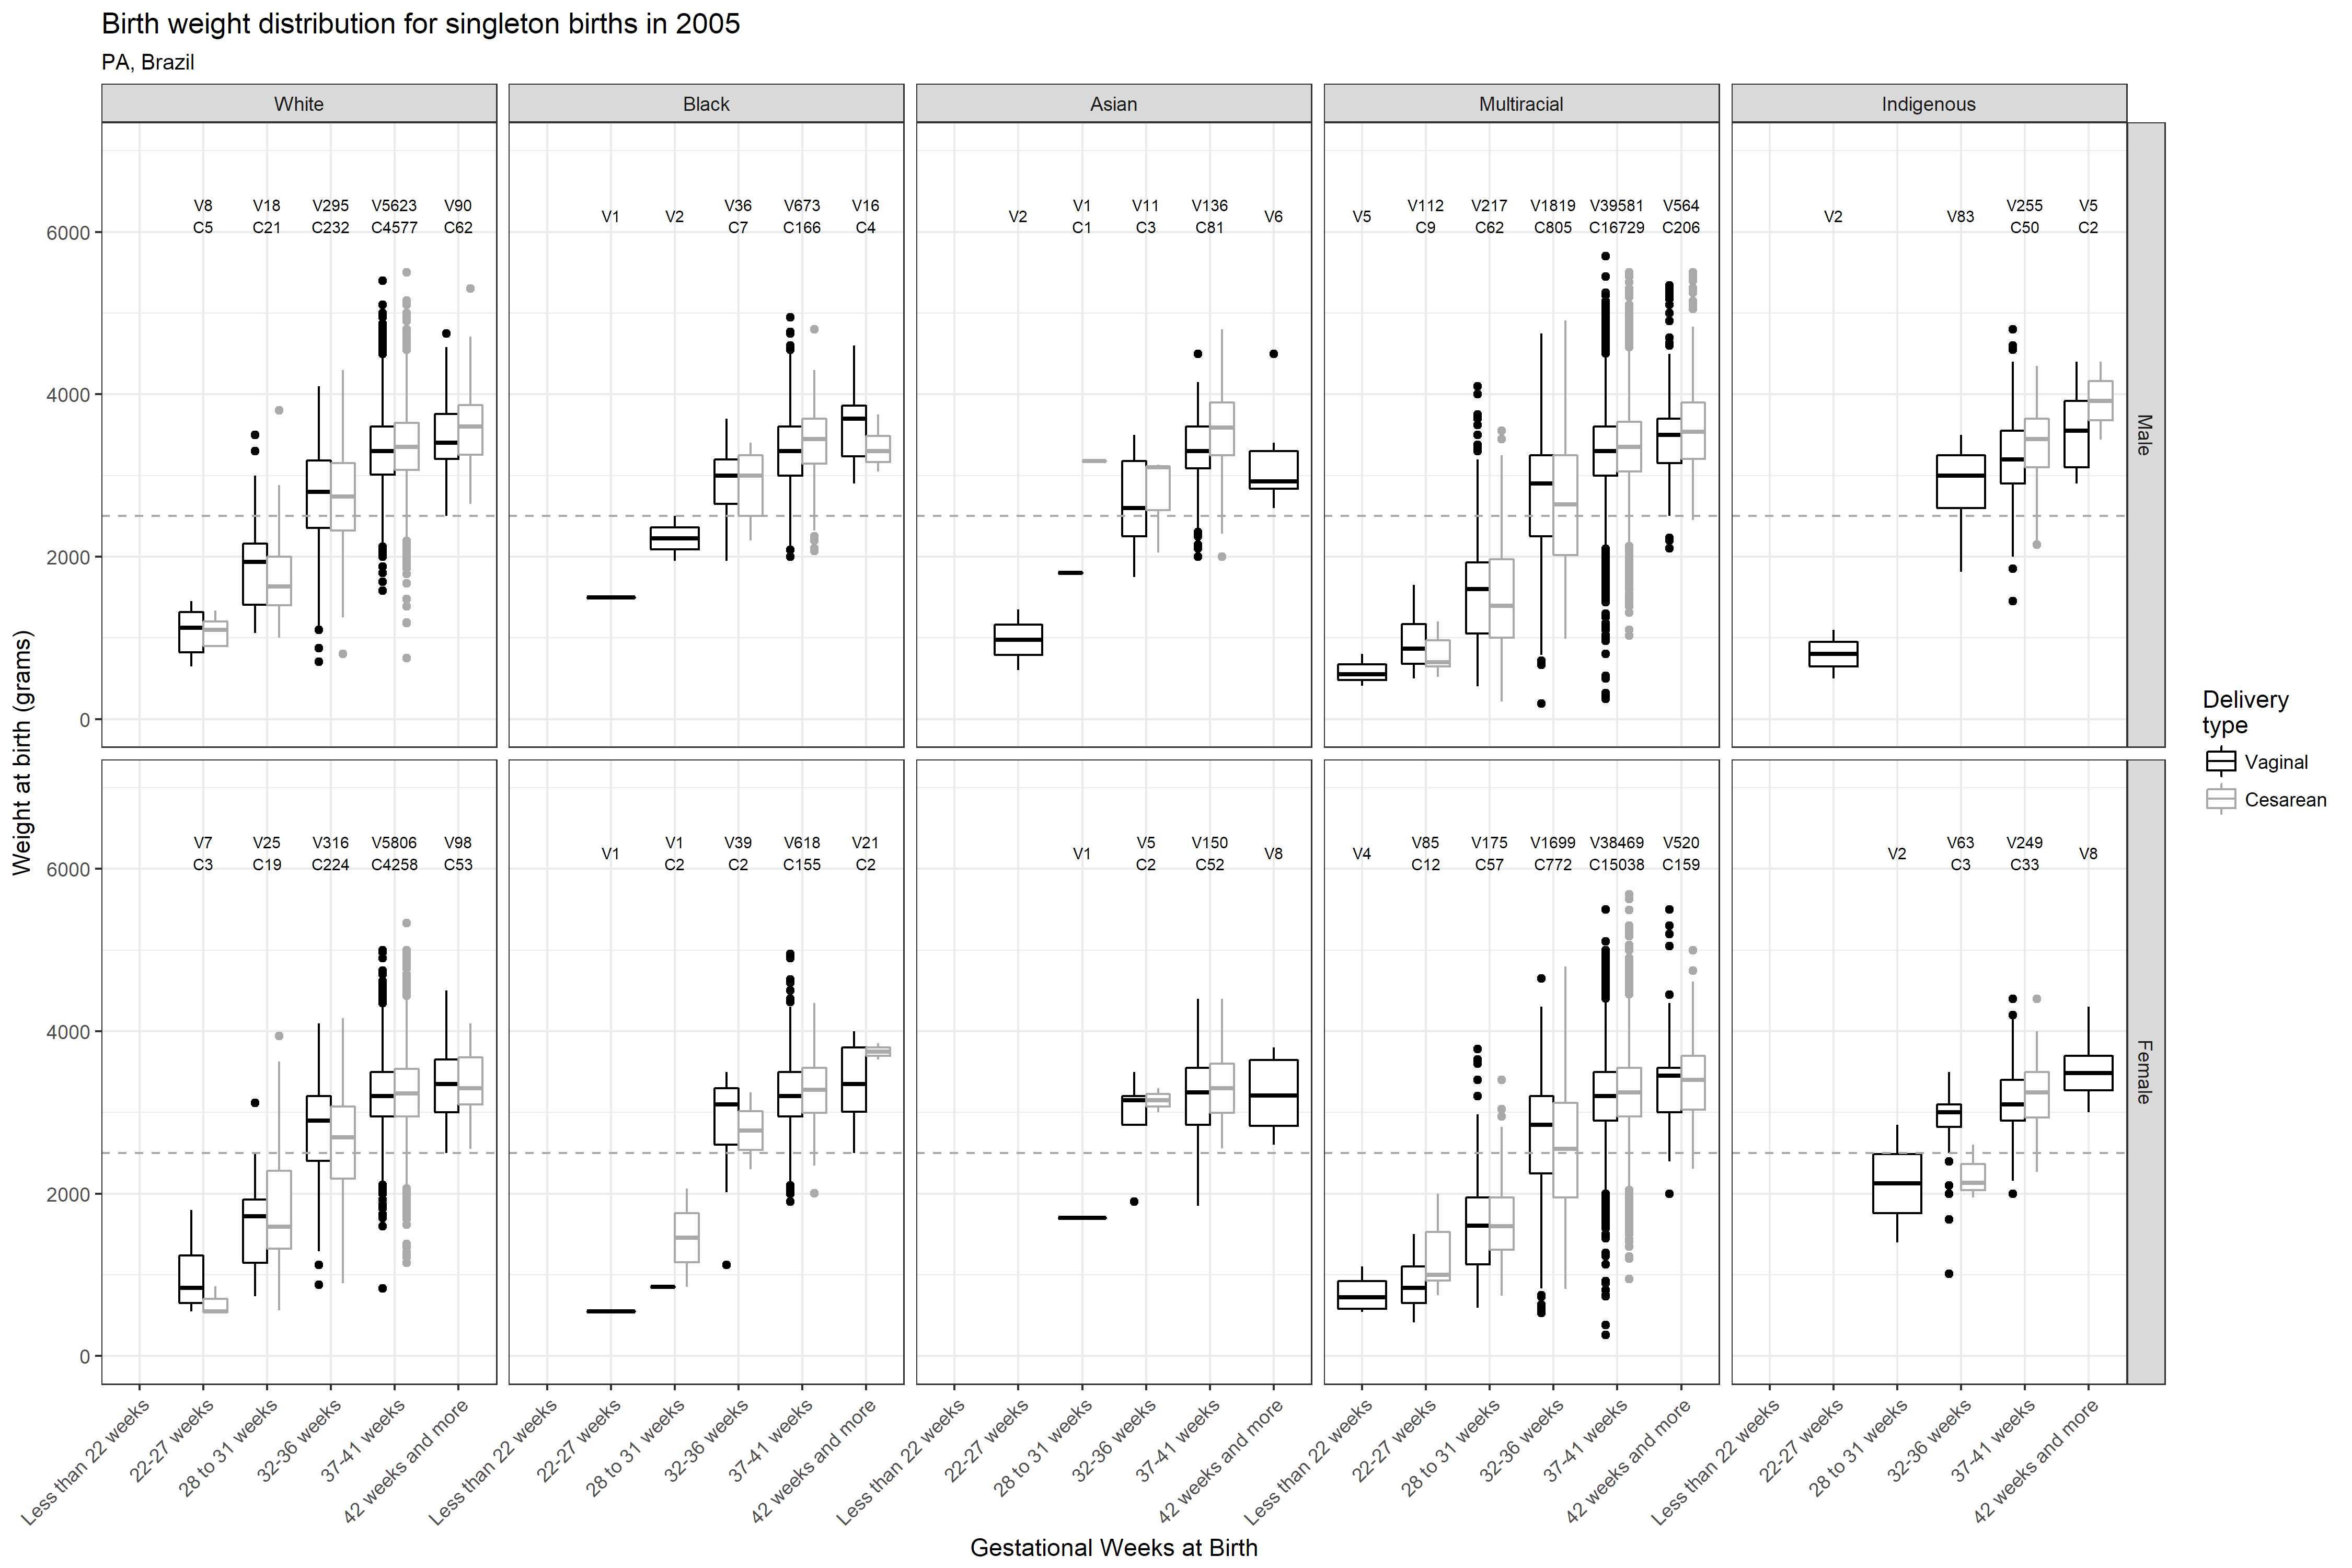 Birth weight distribution for singleton births in 2005
PA, Brazil
White
Black
Asian
Multiracial
Indigenous
Weight at birth (grams)
6000
4000
2000
0
V8
C5
V18
C21
V295
C232
V5623
C4577
V90
C62
V1
V2
V36
C7
V673
C166
V16
C4
V2
V1
C1
V11
C3
V136
C81
V6
V5
V112
C9
V217
C62
V1819
C805
V39581
C16729
V564
C206
V2
V83
V255
C50
V5
C2
Male
6000
4000
2000
0
V7
C3
V25
C19
V316
C224
V5806
C4258
V98
C53
V1
V1
C2
V39
C2
V618
C155
V21
C2
V1
V5
C2
V150
C52
V8
V4
V85
C12
V175
C57
V1699
C772
V38469
C15038
V520
C159
V2
V63
C3
V249
C33
V8
Female
Less than 22 weeks
22-27 weeks
28 to 31 weeks
32-36 weeks
37-41 weeks
42 weeks and more
Less than 22 weeks
22-27 weeks
28 to 31 weeks
32-36 weeks
37-41 weeks
42 weeks and more
Less than 22 weeks
22-27 weeks
28 to 31 weeks
32-36 weeks
37-41 weeks
42 weeks and more
Less than 22 weeks
22-27 weeks
28 to 31 weeks
32-36 weeks
37-41 weeks
42 weeks and more
Less than 22 weeks
22-27 weeks
28 to 31 weeks
32-36 weeks
37-41 weeks
42 weeks and more
Gestational Weeks at Birth
Delivery
type
Vaginal
Cesarean